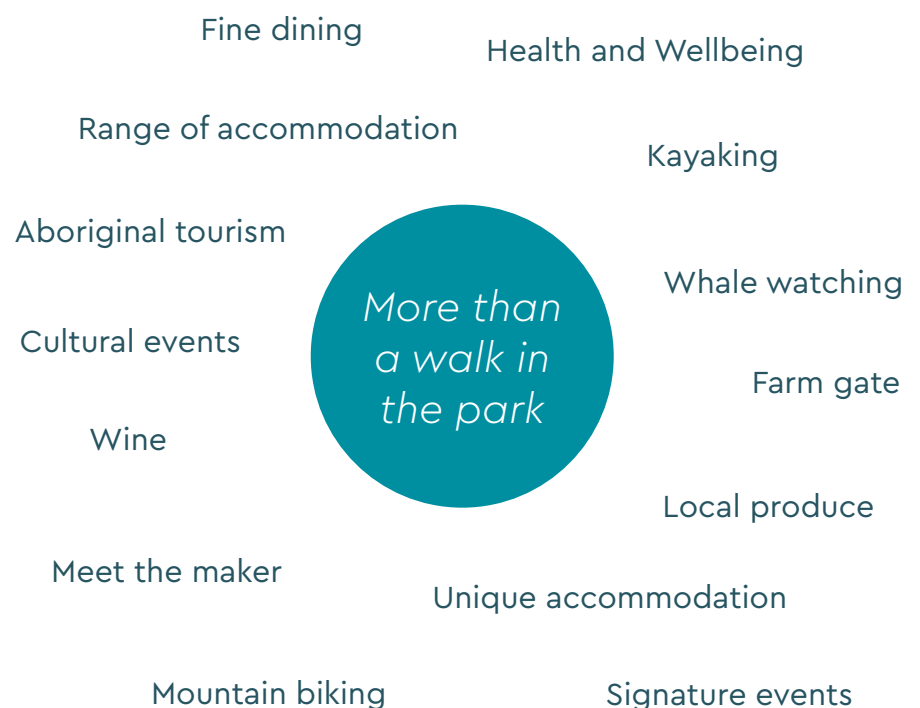 Fine dining
Health and Wellbeing
Range of accommodation
Kayaking
Aboriginal tourism
Whale watching
More than
a walk in
the park
Cultural events
Farm gate
Wine
Local produce
Meet the maker
Unique accommodation
Mountain biking
Signature events